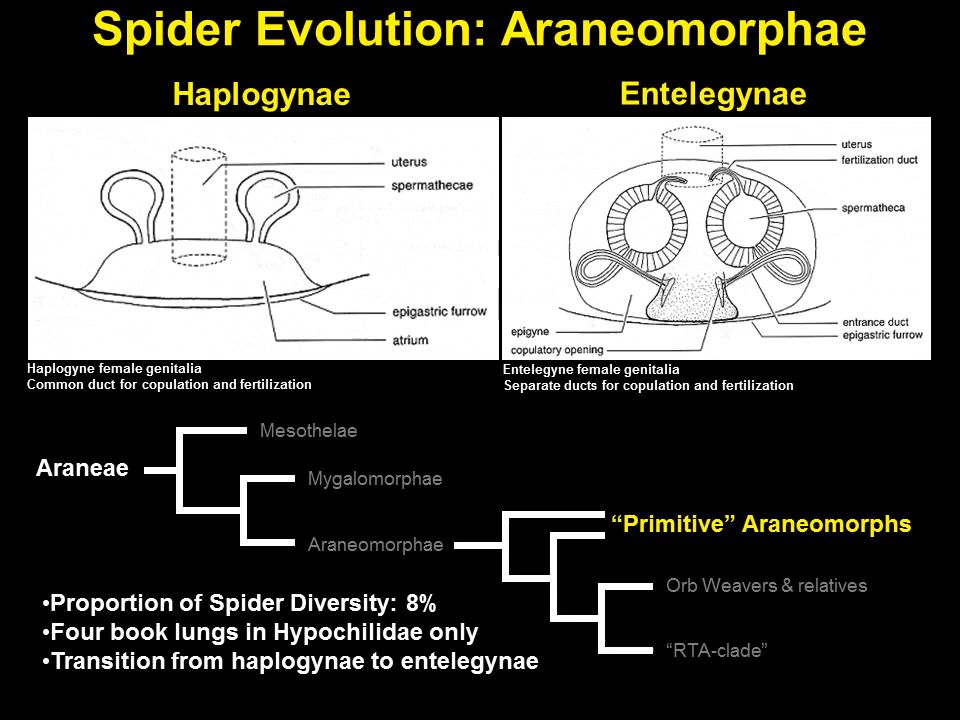 Spider Evolution: Araneomorphae
Haplogynae
Entelegynae
uterus
spermathecae
epigastric furrow
atrium
uterus
fertilization duct
spermatheca
entrance duct
epigastric furrow
epigyne
copulatory opening
Haplogyne female genitalia
Common duct for copulation and fertilization
Entelegyne female genitalia
Separate ducts for copulation and fertilization
Mesothelae
Araneae
Mygalomorphae
Araneomorphae
“Primitive” Araneomorphs
Orb Weavers & relatives
“RTA-clade”
•Proportion of Spider Diversity: 8%
•Four book lungs in Hypochilidae only
•Transition from haplogynae to entelegynae